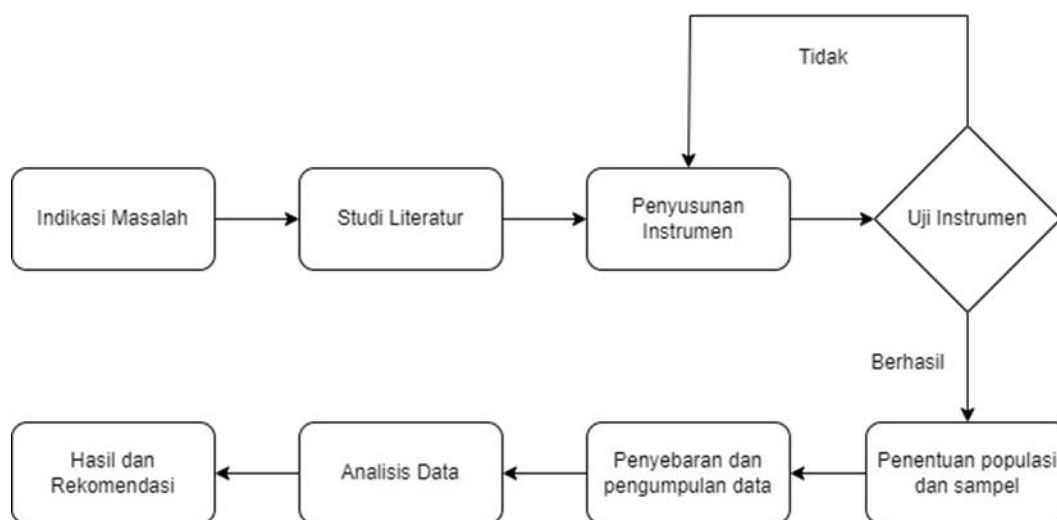 Tidak
Indikasi Masalah
Studi Literatur
Penyusunan
Instrumen
Uji Instrumen
Berhasil
Hasil dan
Rekomendasi
Analisis Data
Penyebaran dan
pengumpulan data
Penentuan populasi
dan sampel